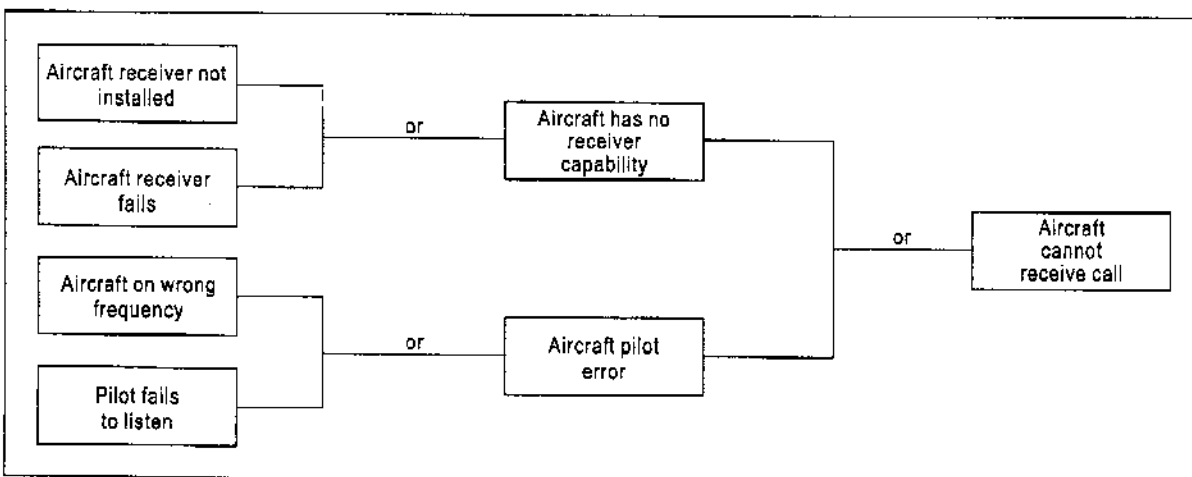 Aircraft receiver not
installed
Aircraft receiver
fails
or
Aircraft has no
receiver
capability
Aircraft on wrong
frequency
Pilot fails
to listen
or
Aircraft pilot
error
or
Aircraft
cannot
receive call